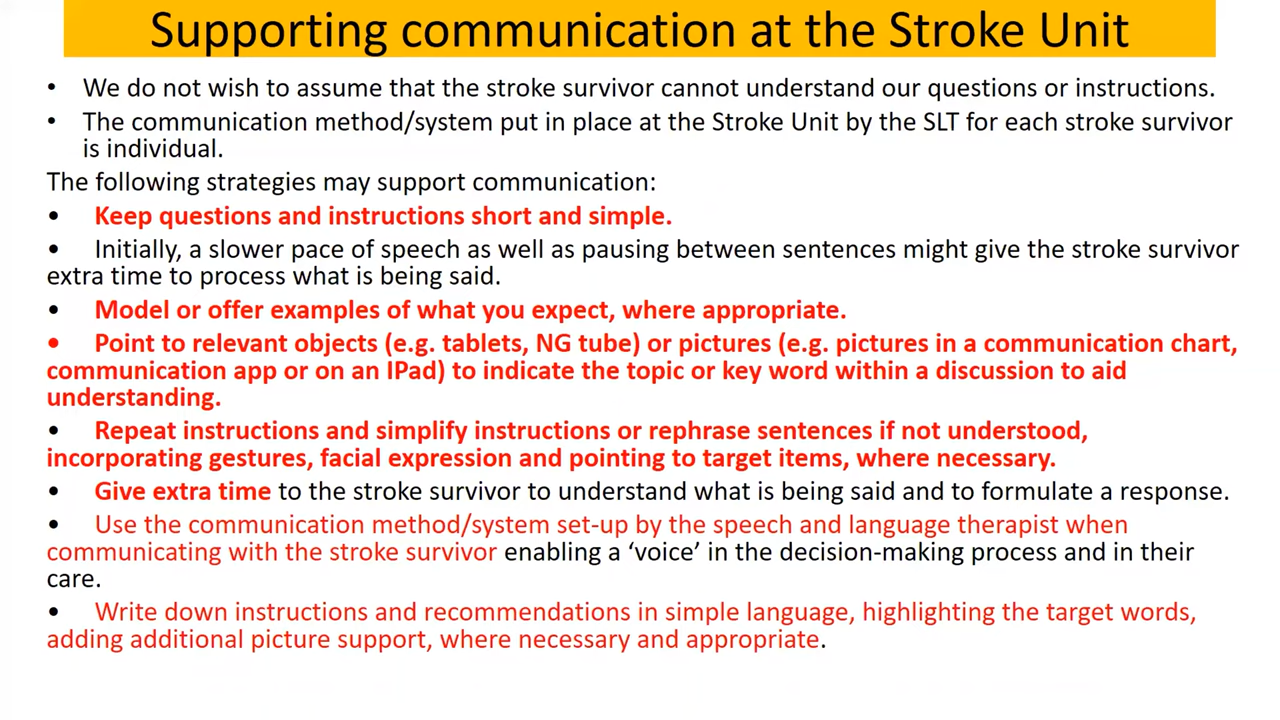 Supporting communication at the Stroke Unit
• We do not wish to assume that the stroke survivor cannot understand our questions or instructions.
• The communication method/system put in place at the Stroke Unit by the SLT for each stroke survivor
is individual.
The following strategies may support communication:
• Keep questions and instructions short and simple.
• Initially, a slower pace of speech as well as pausing between sentences might give the stroke survivor
extra time to process what is being said.
• Model or offer examples of what you expect, where appropriate.
• Point to relevant objects (e.g. tablets, NG tube) or pictures (e.g. pictures in a communication chart,
communication app or on an IPad) to indicate the topic or key word within a discussion to aid
understanding.
• Repeat instructions and simplify instructions or rephrase sentences if not understood,
incorporating gestures, facial expression and pointing to target items, where necessary.
• Give extra time to the stroke survivor to understand what is being said and to formulate a response.
• Use the communication method/system set-up by the speech and language therapist when
communicating with the stroke survivor enabling a ‘voice’ in the decision-making process and in their
care.
• Write down instructions and recommendations in simple language, highlighting the target words,
adding additional picture support, where necessary and appropriate.